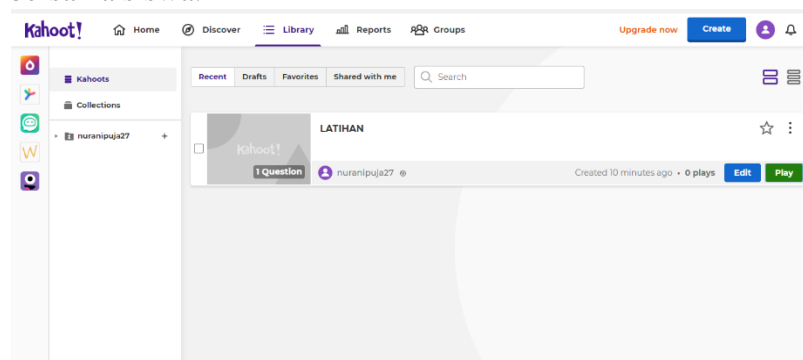 Kahoot! Home Discover Library Reports Groups Upgrade now Create
Kahoots
Collections
nuranipuja27 +
Recent Drafts Favorites Shared with me Search
LATIHAN
Kahoot!
1 Question
nuranipuja27 Created 10 minutes ago • 0 plays Edit Play